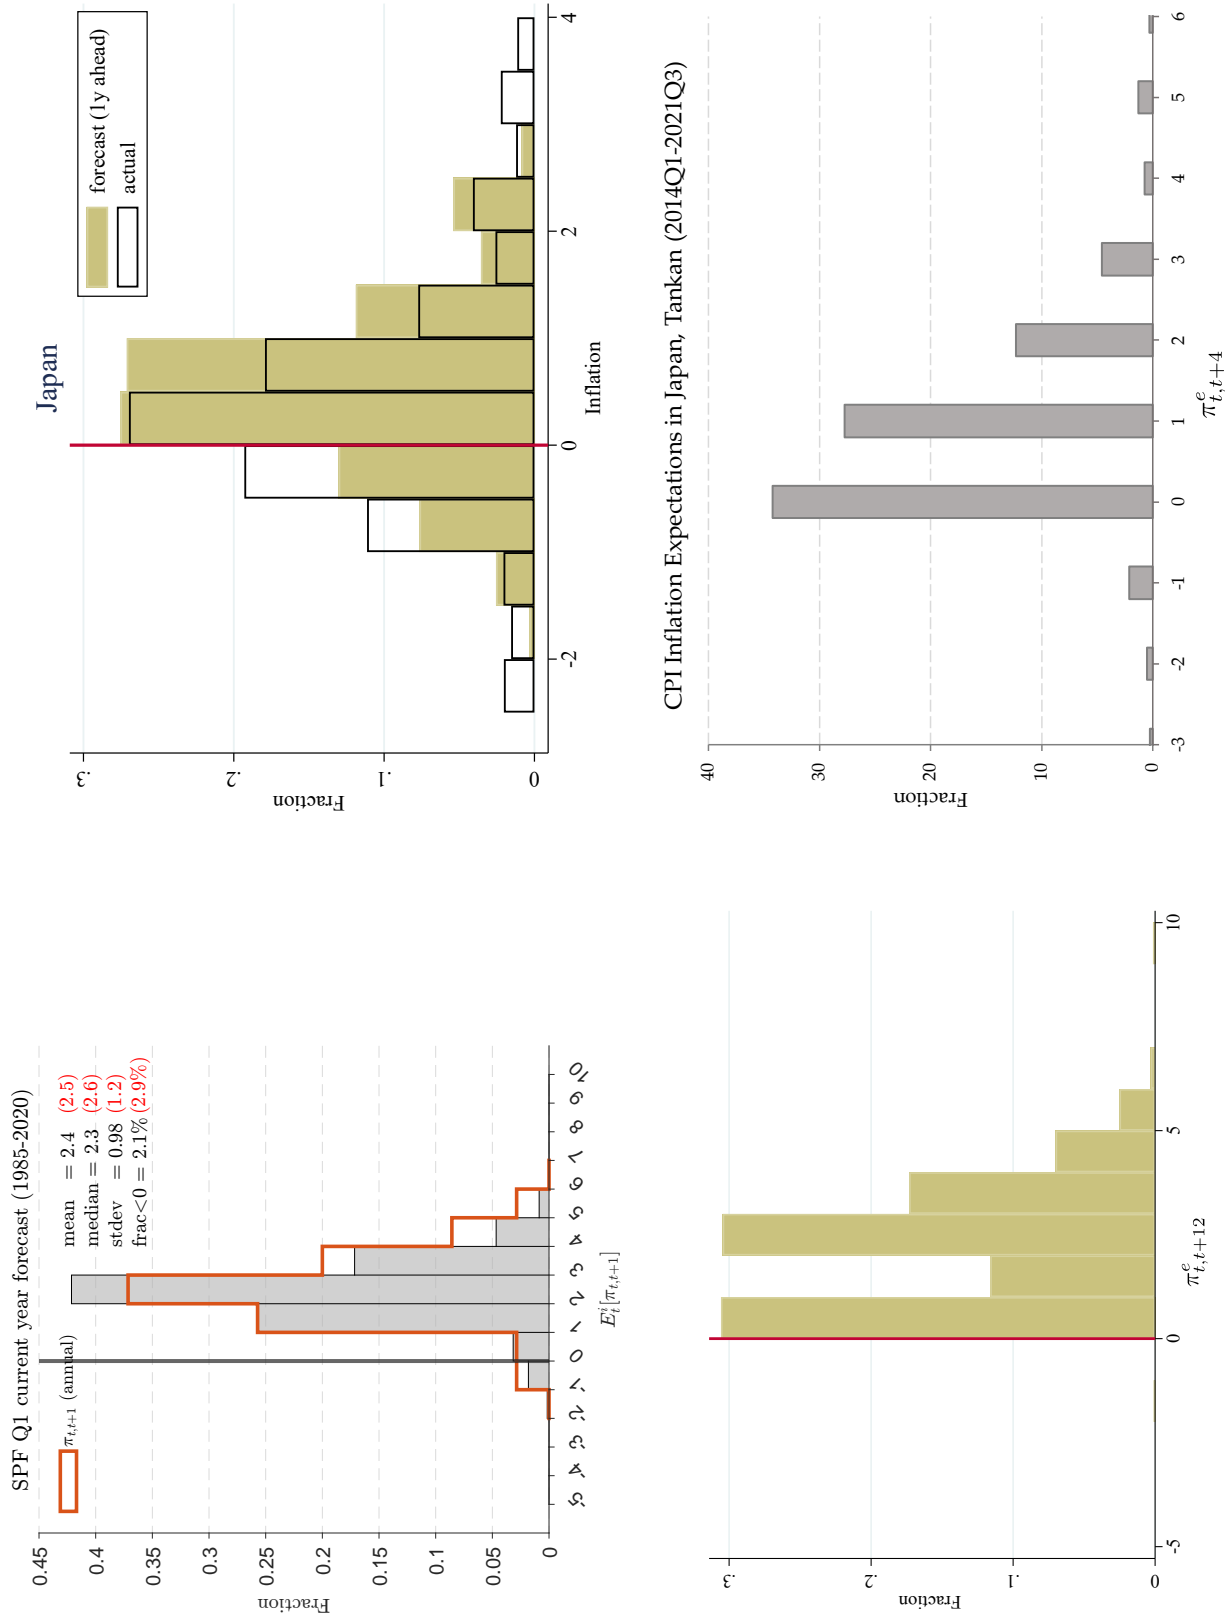 SPF Q1 current year forecast (1985-2020)
0.45
0.4
0.35
0.3
0.25
0.2
0.15
0.1
0.05
0
Fraction
π_{t,t+1} (annual)
mean = 2.4 (2.5)
median = 2.3 (2.6)
stdev = 0.98 (1.2)
frac<0 = 2.1% (2.9%)
-5 -4 -3 -2 -1 0 1 2 3 4 5 6 7 8 9 10
E_t^i[π_{t,t+1}]
Japan
.3
.2
.1
0
Fraction
forecast (1y ahead)
actual
-2 0 2 4
Inflation
.3
.2
.1
0
Fraction
-5 0 5 10
π^e_{t,t+12}
CPI Inflation Expectations in Japan, Tankan (2014Q1-2021Q3)
40
30
20
10
0
Fraction
-3 -2 -1 0 1 2 3 4 5 6
π^e_{t,t+4}